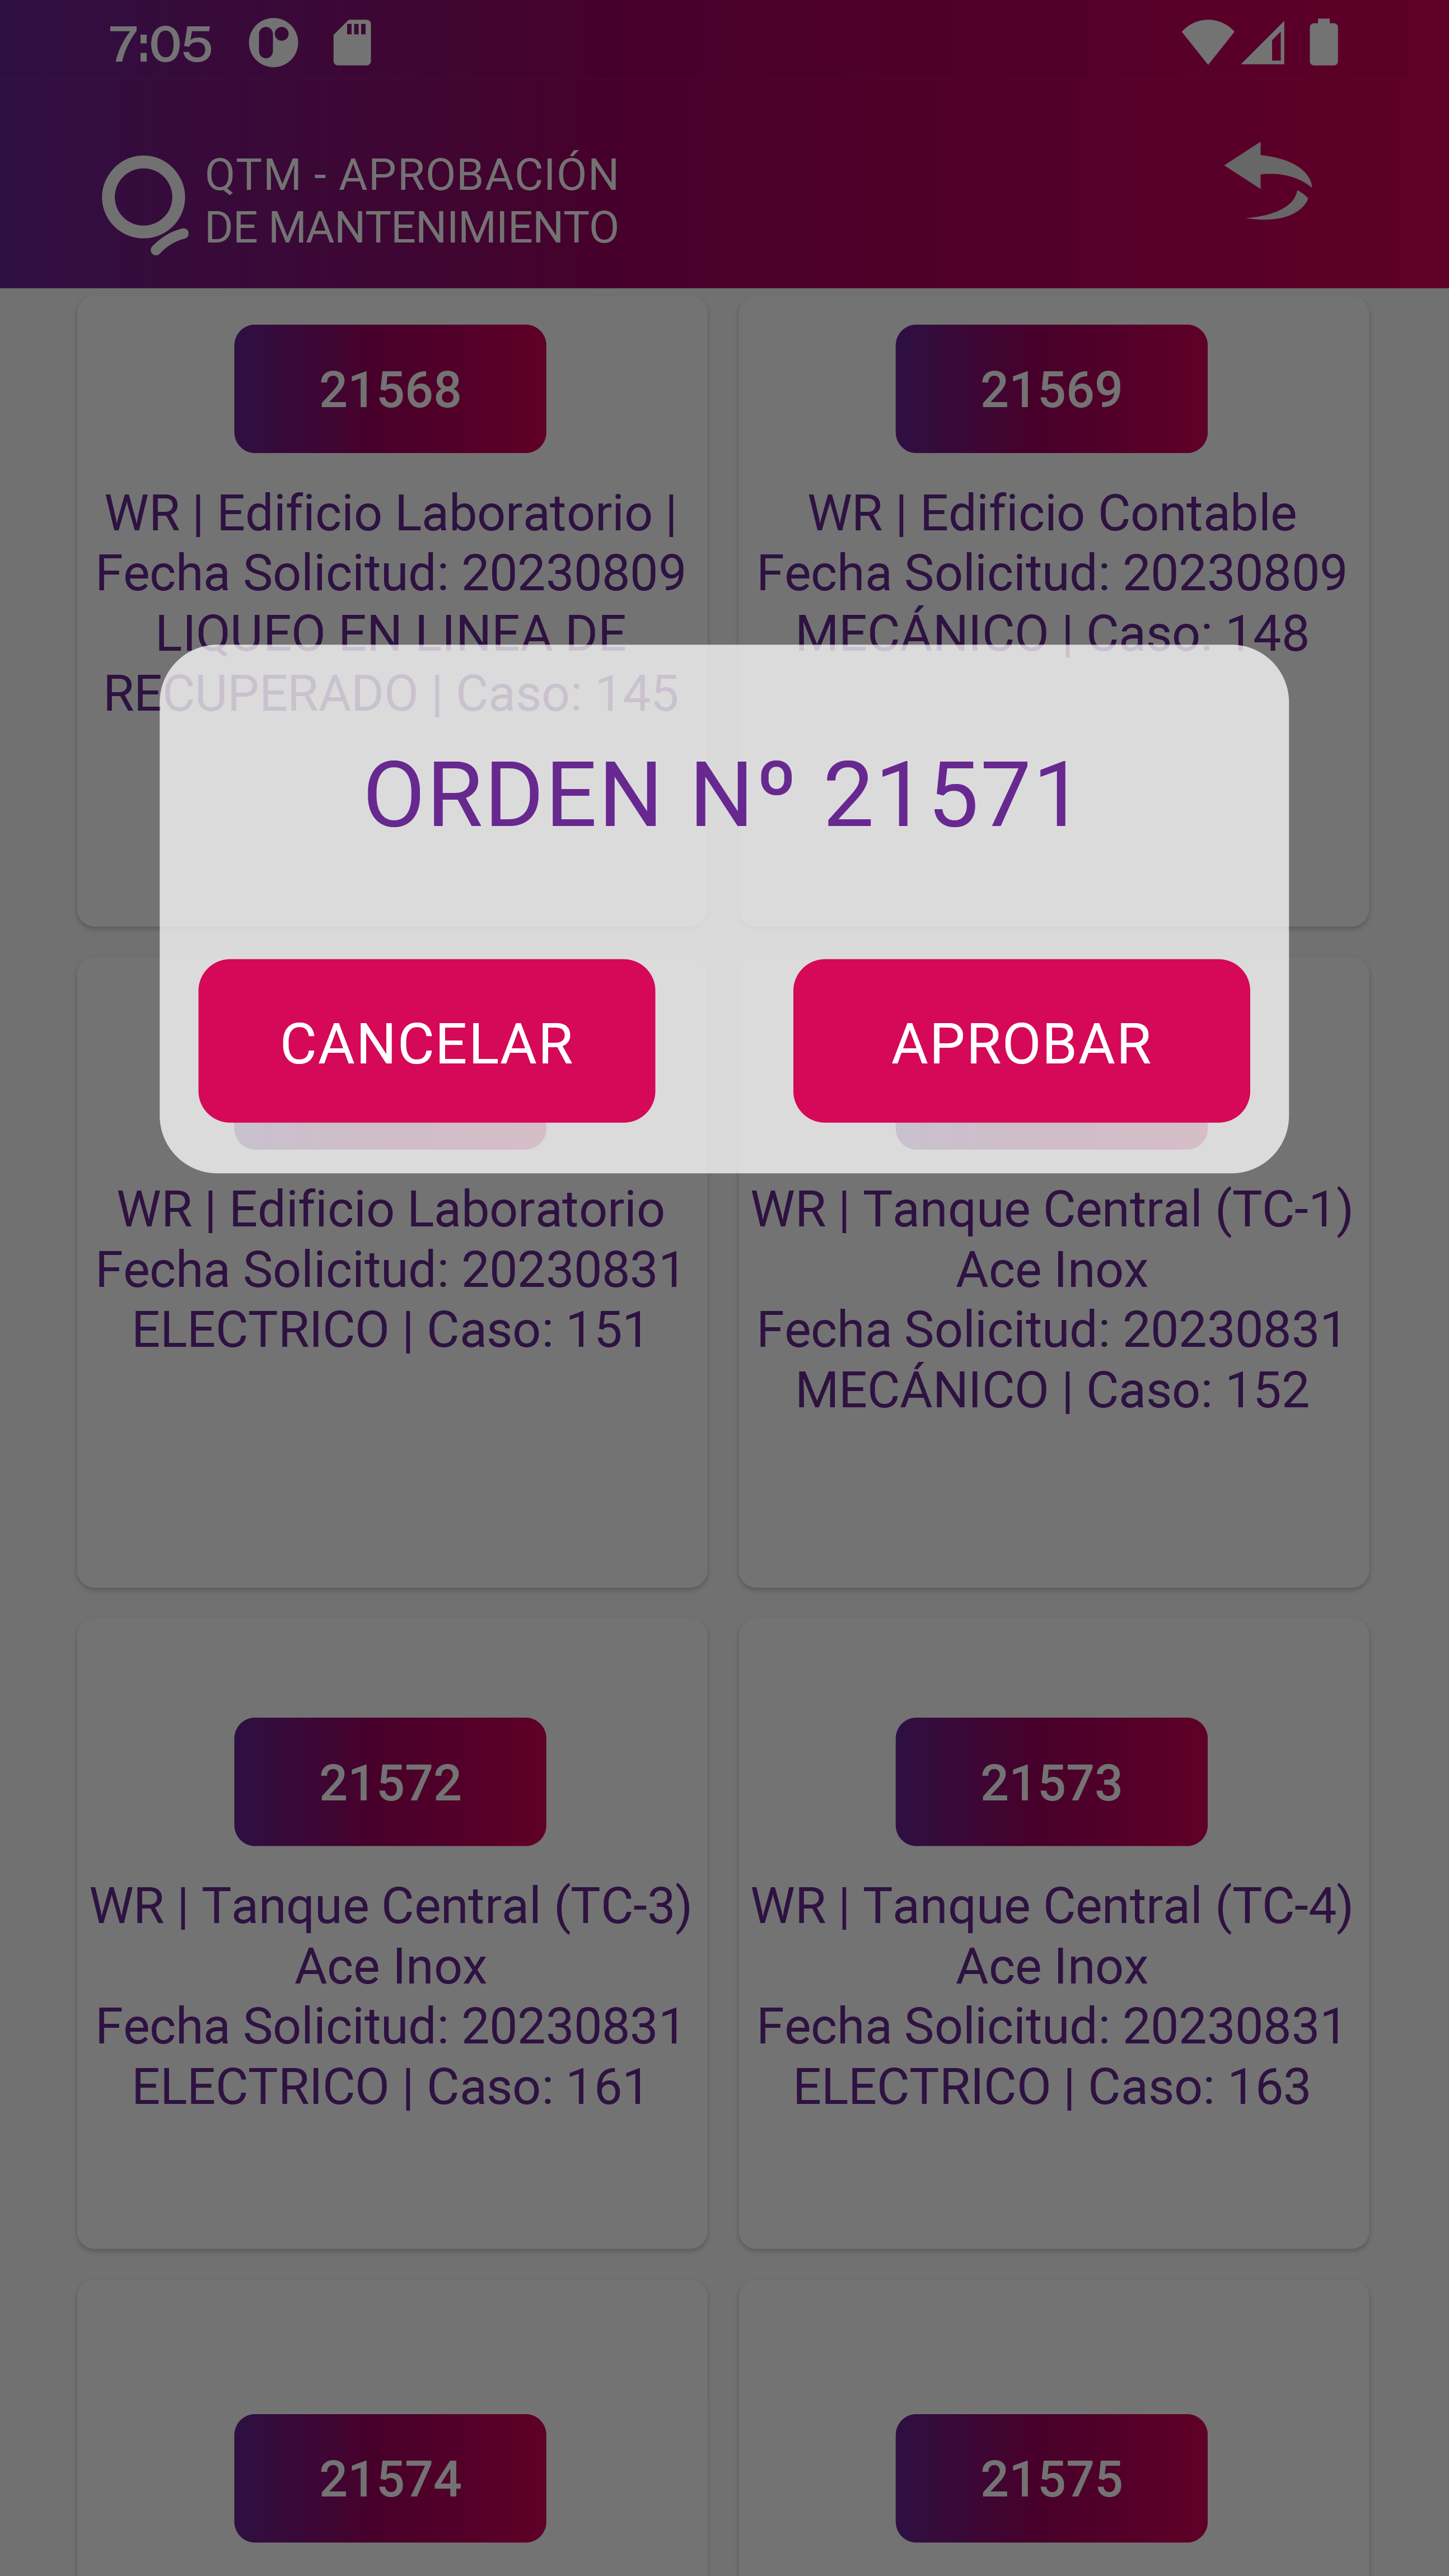 7:05
QTM - APROBACIÓN
DE MANTENIMIENTO
21568
WR | Edificio Laboratorio |
Fecha Solicitud: 20230809
LIQUEO EN LINEA DE
RECUPERADO | Caso: 145
21569
WR | Edificio Contable
Fecha Solicitud: 20230809
MECÁNICO | Caso: 148
ORDEN Nº 21571
CANCELAR
APROBAR
WR | Edificio Laboratorio
Fecha Solicitud: 20230831
ELECTRICO | Caso: 151
WR | Tanque Central (TC-1)
Ace Inox
Fecha Solicitud: 20230831
MECÁNICO | Caso: 152
21572
WR | Tanque Central (TC-3)
Ace Inox
Fecha Solicitud: 20230831
ELECTRICO | Caso: 161
21573
WR | Tanque Central (TC-4)
Ace Inox
Fecha Solicitud: 20230831
ELECTRICO | Caso: 163
21574
21575